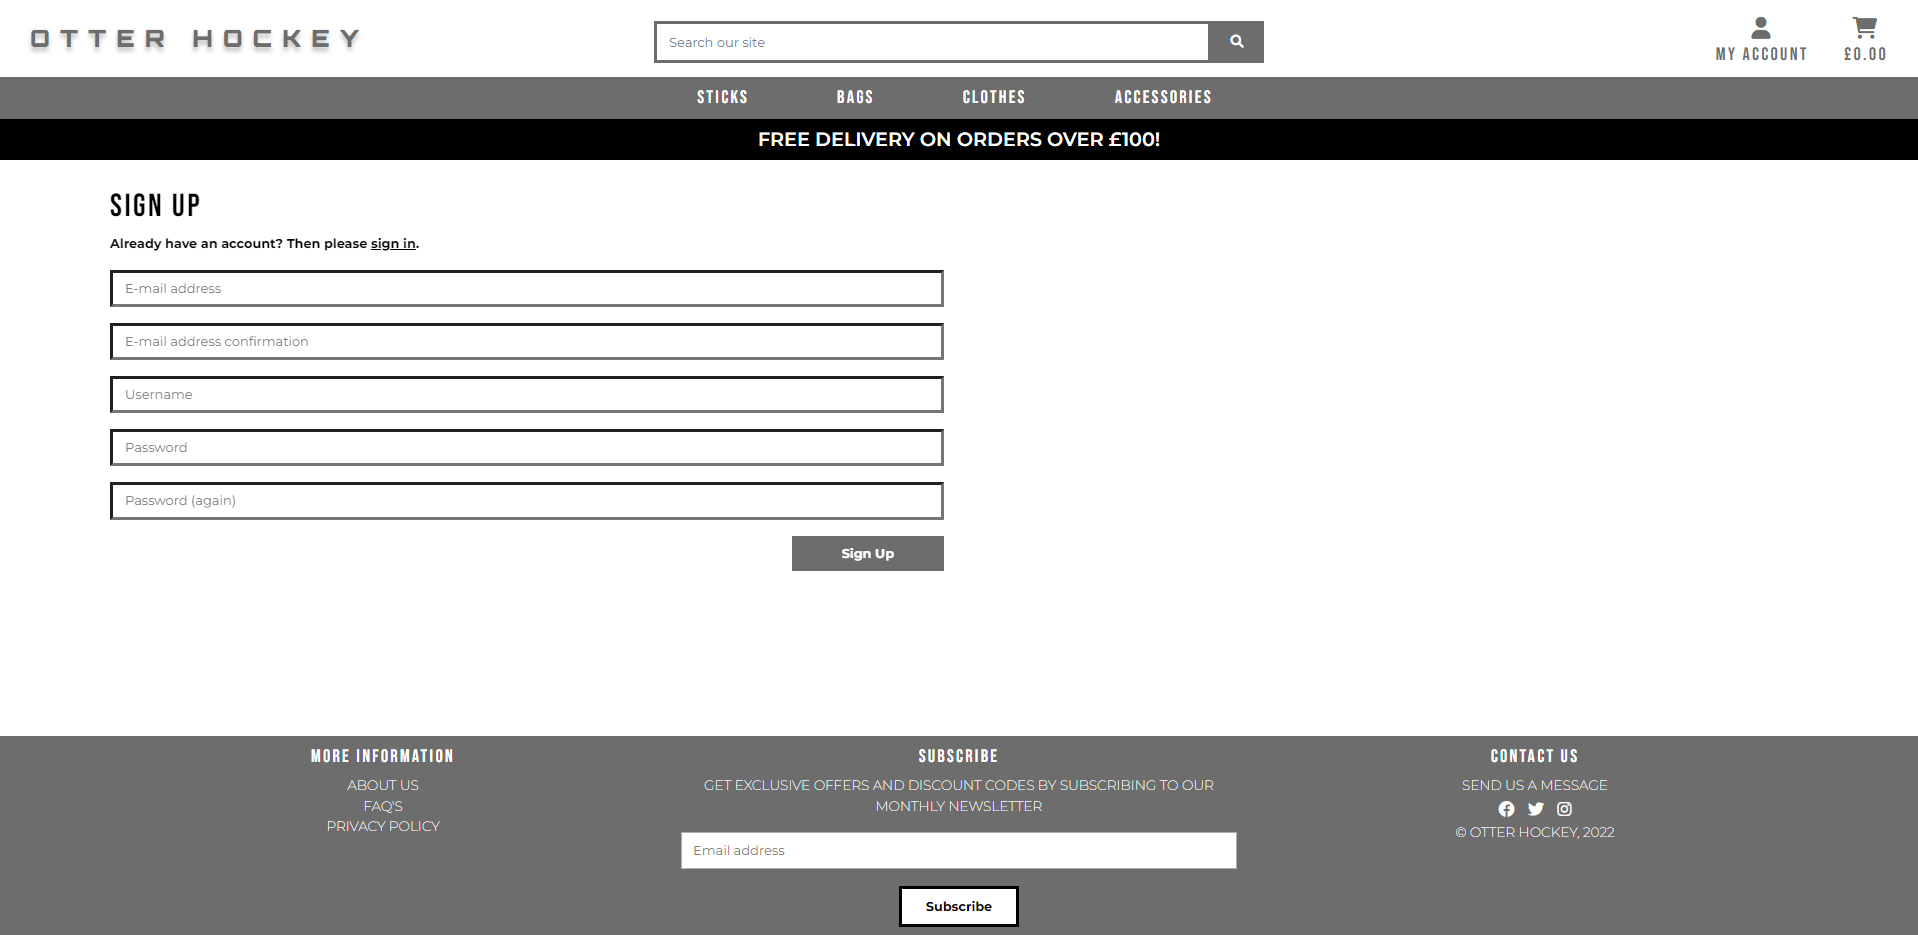 OTTER HOCKEY
Search our site
MY ACCOUNT
£0.00
STICKS BAGS CLOTHES ACCESSORIES
FREE DELIVERY ON ORDERS OVER £100!
SIGN UP
Already have an account? Then please sign in.
E-mail address
E-mail address confirmation
Username
Password
Password (again)
Sign Up
MORE INFORMATION
ABOUT US
FAQ'S
PRIVACY POLICY
SUBSCRIBE
GET EXCLUSIVE OFFERS AND DISCOUNT CODES BY SUBSCRIBING TO OUR
MONTHLY NEWSLETTER
Email address
Subscribe
CONTACT US
SEND US A MESSAGE
© OTTER HOCKEY, 2022